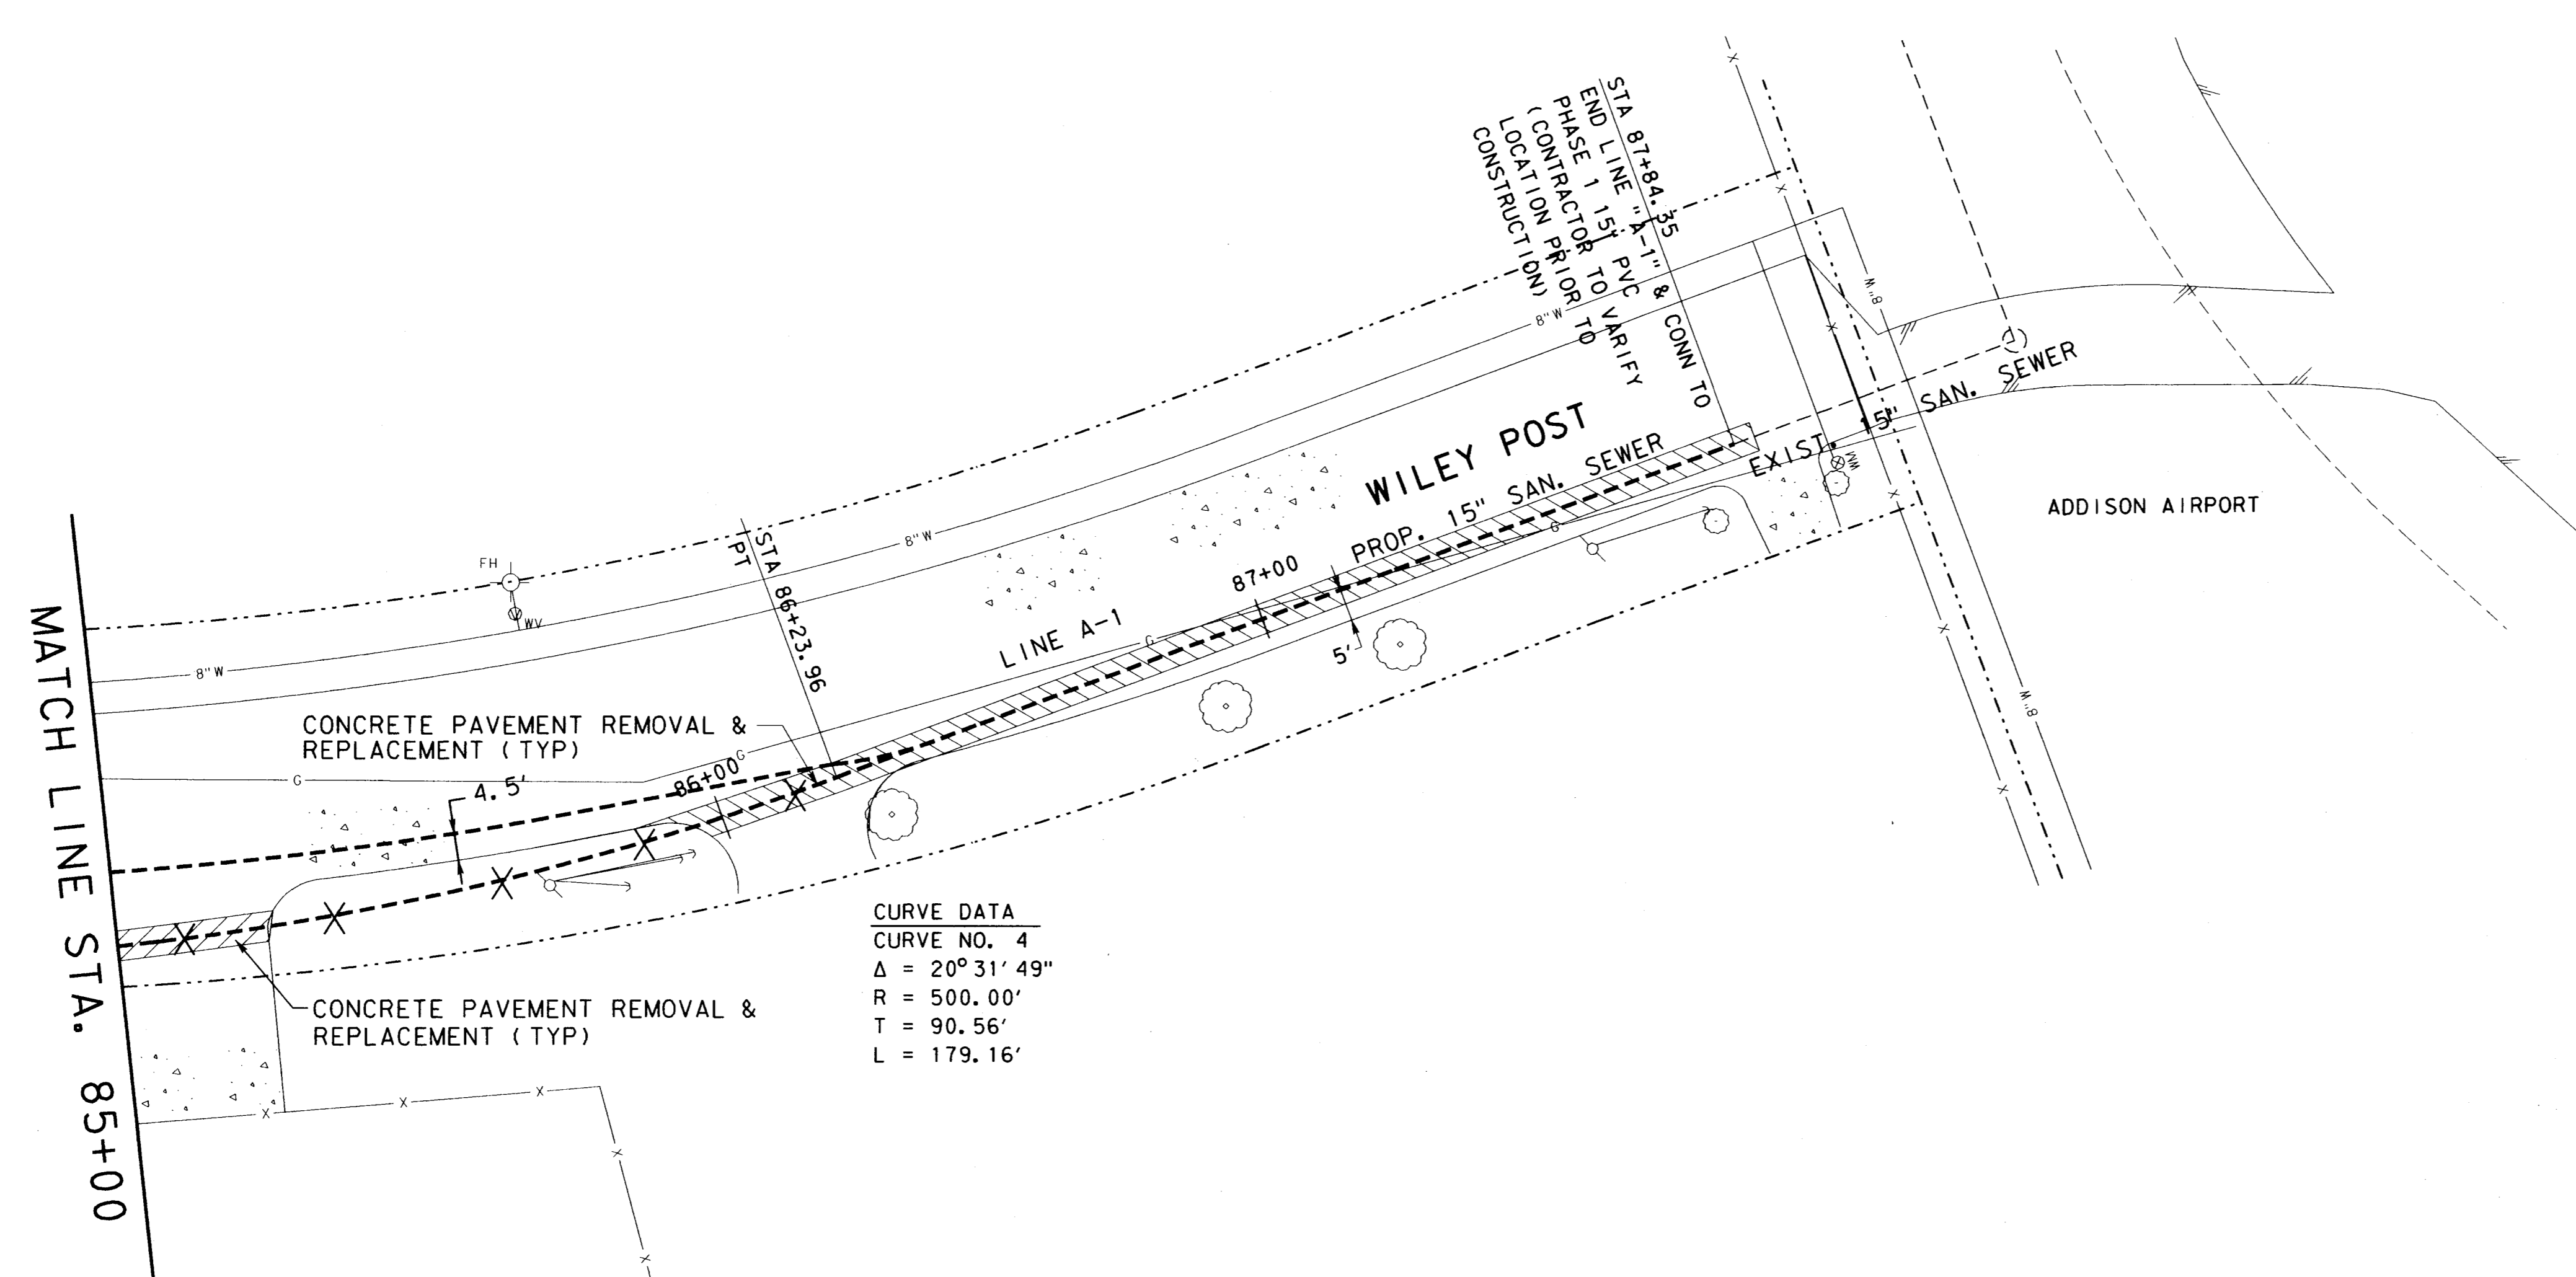 STA 87+84.35
END LINE "A-1" & CONN TO
PHASE 1 15" PVC
(CONTRACTOR TO VARIFY
LOCATION PRIOR TO
CONSTRUCTION)
8"W
8"W
8"W
8"W
8"W
FH
WV
STA 86+23.96
PT
WILEY POST
PROP. 15" SAN. SEWER
EXIST. 15" SAN. SEWER
WM
ADDISON AIRPORT
87+00
5'
LINE A-1
G
G
G
G
86+00
4.5'
CONCRETE PAVEMENT REMOVAL &
REPLACEMENT (TYP)
CONCRETE PAVEMENT REMOVAL &
REPLACEMENT (TYP)
MATCH LINE STA. 85+00
CURVE DATA
CURVE NO. 4
Δ = 20°31'49"
R = 500.00'
T = 90.56'
L = 179.16'